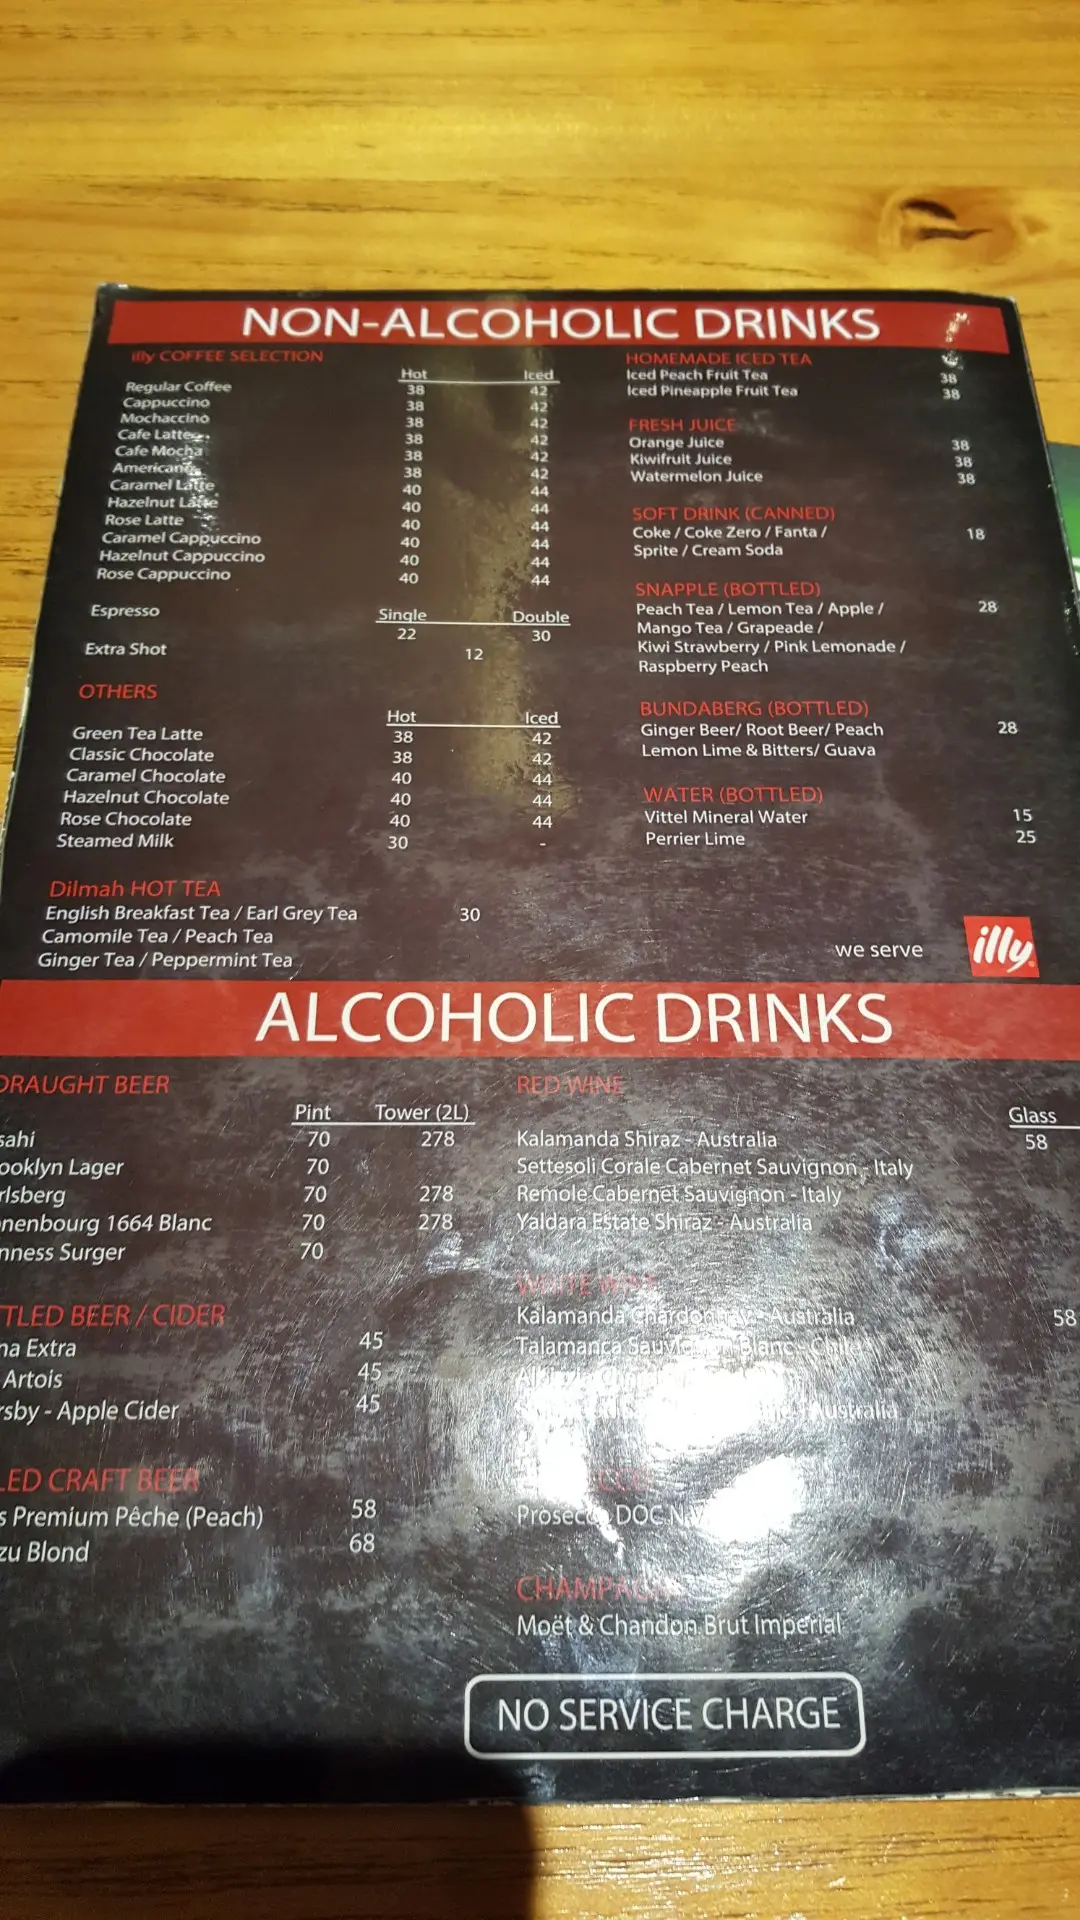 NON-ALCOHOLIC DRINKS
illy COFFEE SELECTION
Hot Iced
Regular Coffee 38 42
Cappuccino 38 42
Mochaccino 38 42
Cafe Latte 38 42
Cafe Mocha 38 42
Americano 38 42
Caramel Latte 40 44
Hazelnut Latte 40 44
Rose Latte 40 44
Caramel Cappuccino 40 44
Hazelnut Cappuccino 40 44
Rose Cappuccino 40 44
Single Double
Espresso 22 30
Extra Shot 12
OTHERS
Hot Iced
Green Tea Latte 38 42
Classic Chocolate 38 42
Caramel Chocolate 40 44
Hazelnut Chocolate 40 44
Rose Chocolate 40 44
Steamed Milk 30 -
Dilmah HOT TEA
English Breakfast Tea / Earl Grey Tea 30
Camomile Tea / Peach Tea
Ginger Tea / Peppermint Tea
HOMEMADE ICED TEA
Iced Peach Fruit Tea 38
Iced Pineapple Fruit Tea 38
FRESH JUICE
Orange Juice 38
Kiwifruit Juice 38
Watermelon Juice 38
SOFT DRINK (CANNED)
Coke / Coke Zero / Fanta / 18
Sprite / Cream Soda
SNAPPLE (BOTTLED)
Peach Tea / Lemon Tea / Apple / 28
Mango Tea / Grapeade /
Kiwi Strawberry / Pink Lemonade /
Raspberry Peach
BUNDABERG (BOTTLED)
Ginger Beer/ Root Beer/ Peach 28
Lemon Lime & Bitters/ Guava
WATER (BOTTLED)
Vittel Mineral Water 15
Perrier Lime 25
we serve illy
ALCOHOLIC DRINKS
DRAUGHT BEER
Pint Tower (2L)
sahi 70 278
ooklyn Lager 70
rlsberg 70 278
nenbourg 1664 Blanc 70 278
nness Surger 70
TTLED BEER / CIDER
na Extra 45
Artois 45
rsby - Apple Cider 45
LED CRAFT BEER
s Premium Pêche (Peach) 58
zu Blond 68
RED WINE
Glass
Kalamanda Shiraz - Australia 58
Settesoli Corale Cabernet Sauvignon - Italy
Remole Cabernet Sauvignon - Italy
Yaldara Estate Shiraz - Australia
WHITE WINE
Kalamanda Chardonnay - Australia 58
Talamanca Sauvignon Blanc - Chile
Australia
Prosecco DOC
CHAMPAGNE
Moët & Chandon Brut Imperial
NO SERVICE CHARGE